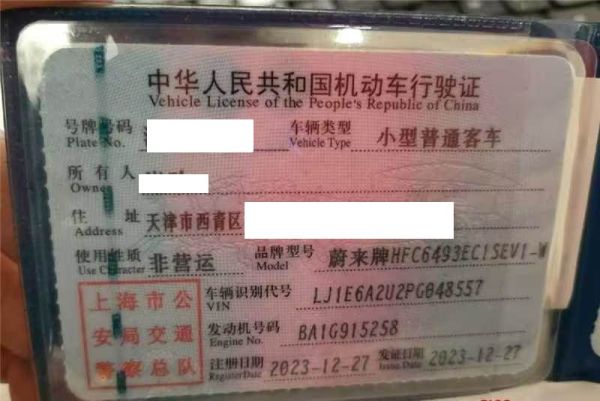 中华人民共和国机动车行驶证
Vehicle License of the People's Republic of China
号牌号码 车辆类型 小型普通客车
Plate No. Vehicle Type
所有人
Owner
住址 天津市西青区
Address
使用性质 非营运 品牌型号 蔚来牌HFC6493ECISEV1-W
Use Character Model
上海市公
安局交通
警察总队
车辆识别代号 LJ1E6A2U2PG048557
VIN
发动机号码 BA1G915258
Engine No.
注册日期 2023-12-27 发证日期 2023-12-27
Register Date Issue Date